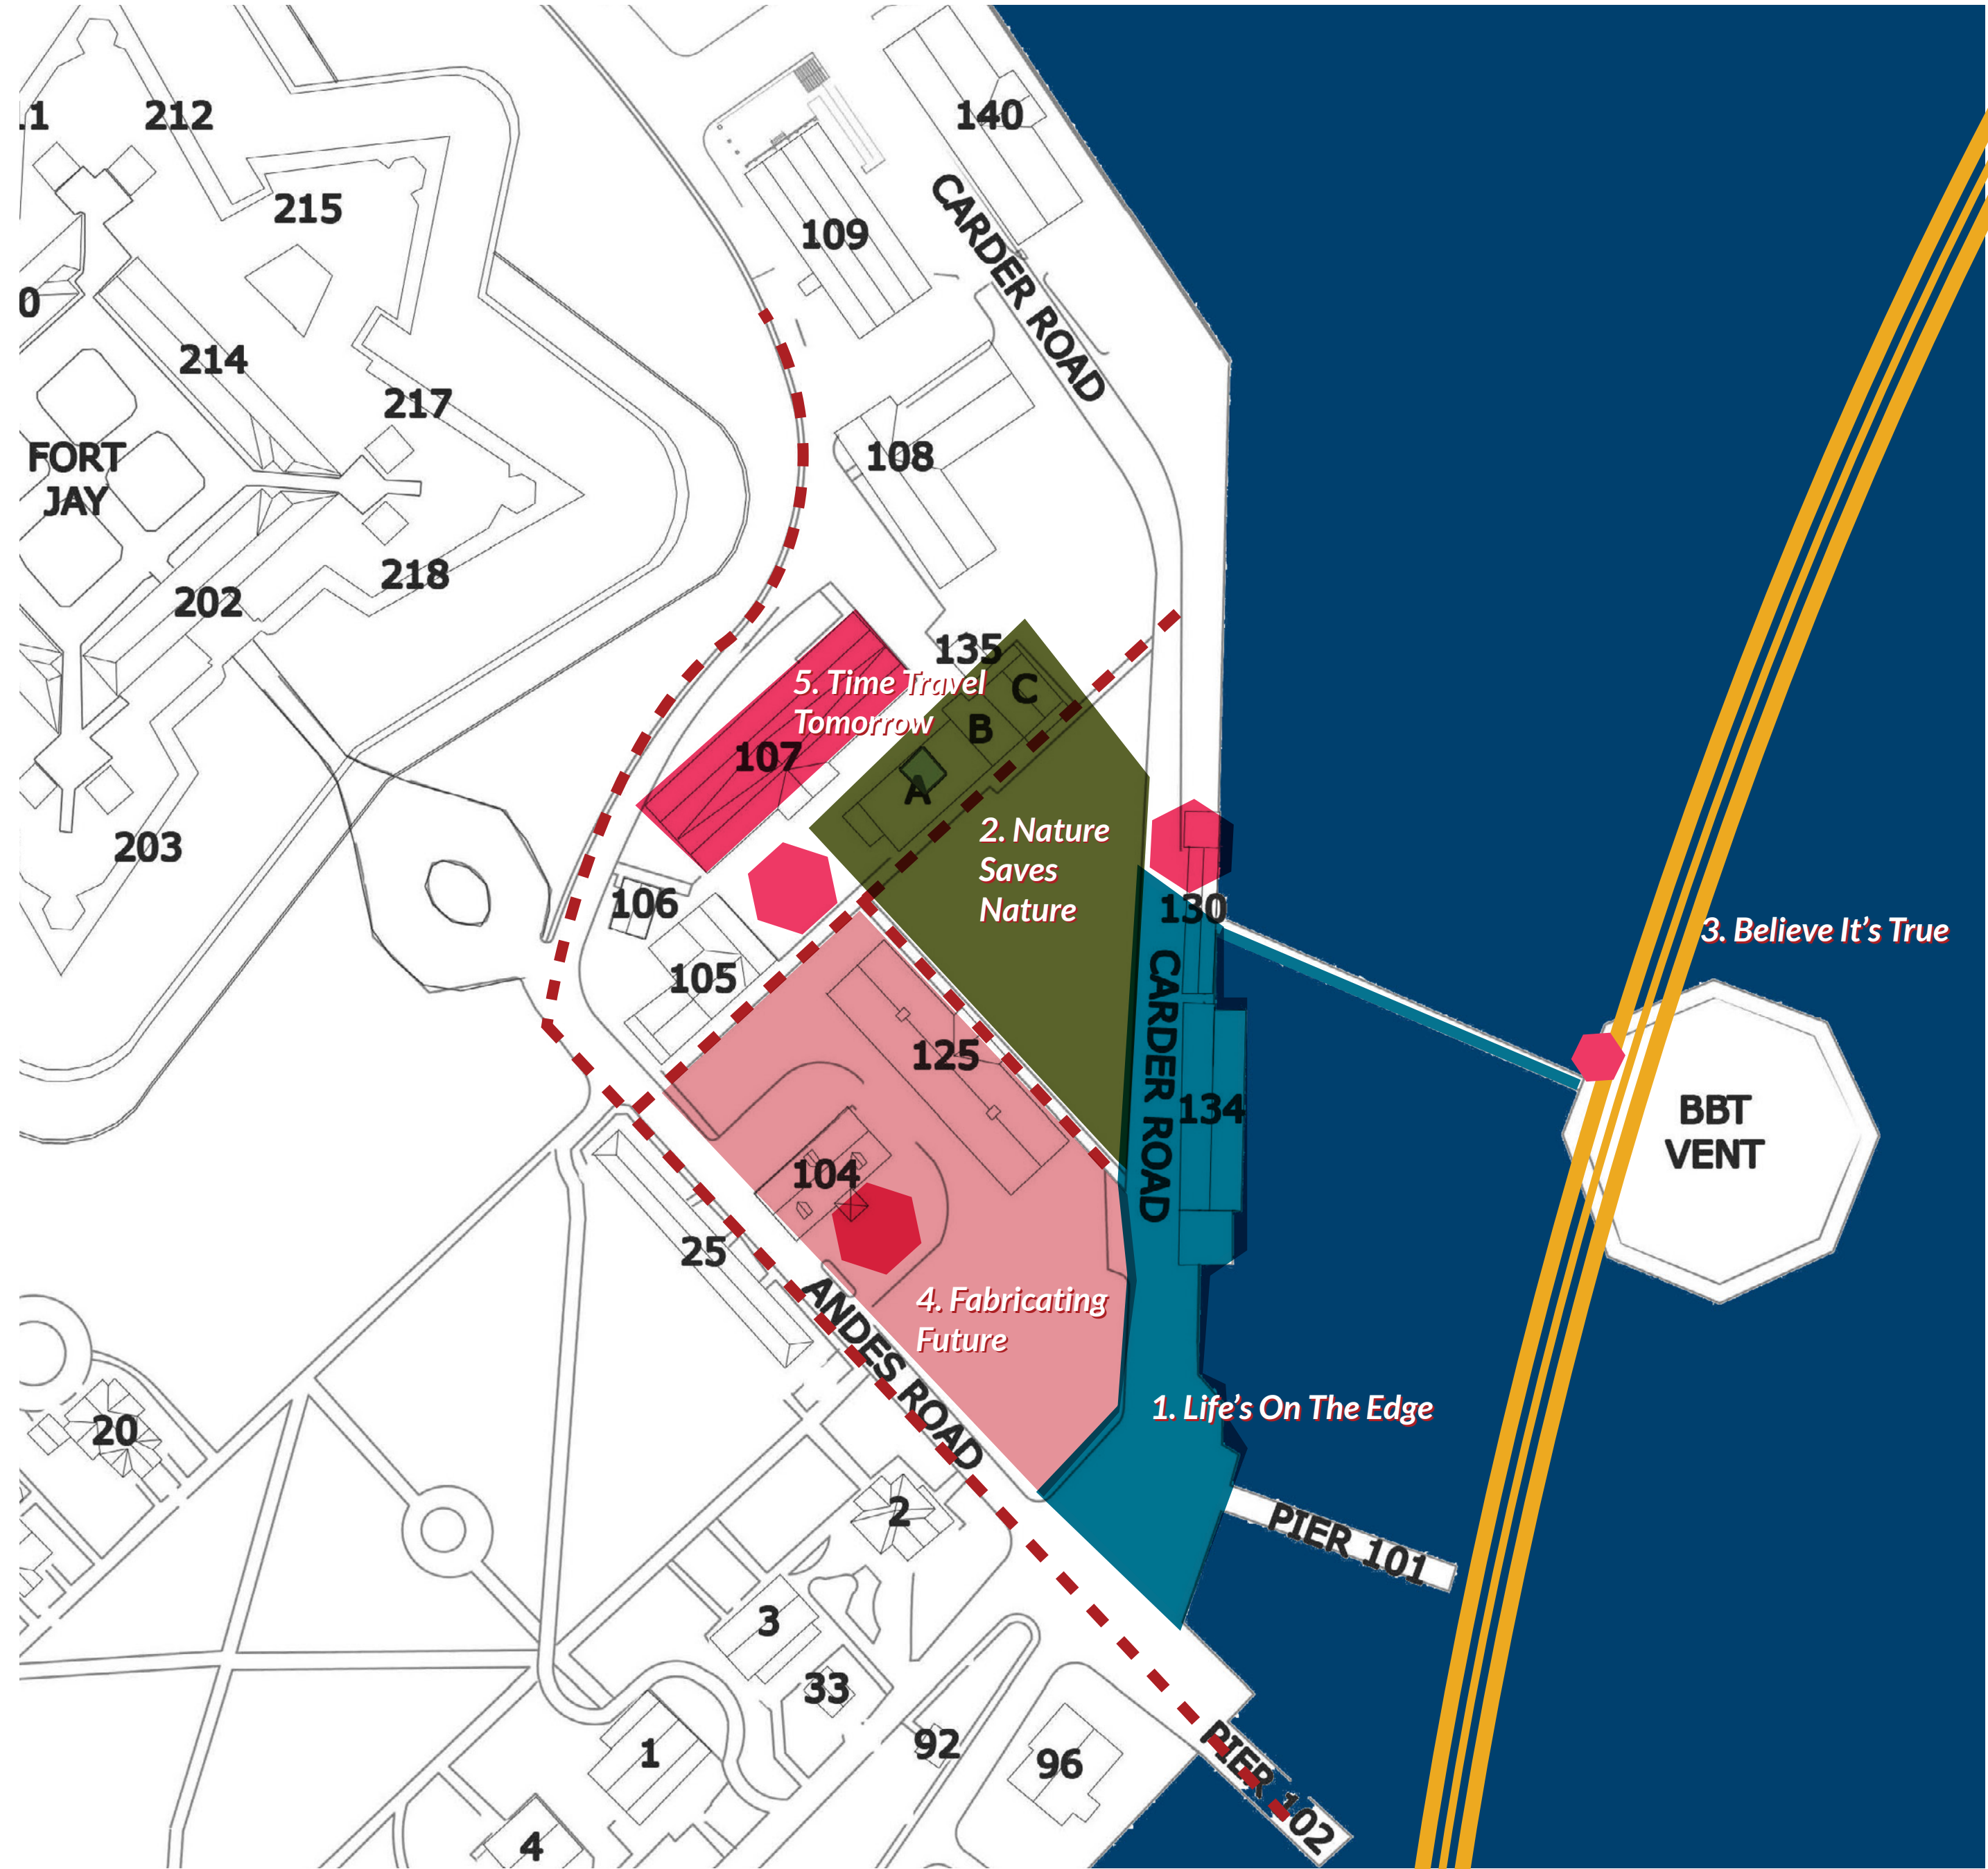 .1
212
140
215
CARDER ROAD
109
0
214
217
FORT
JAY
108
218
202
135
5. Time Travel
Tomorrow
C
B
107
A
2. Nature
Saves
Nature
203
106
130
3. Believe It's True
105
CARDER ROAD
125
134
BBT
VENT
104
25
4. Fabricating
Future
ANDES ROAD
1. Life's On The Edge
20
2
PIER 101
3
33
92
1
96
PIER 102
4